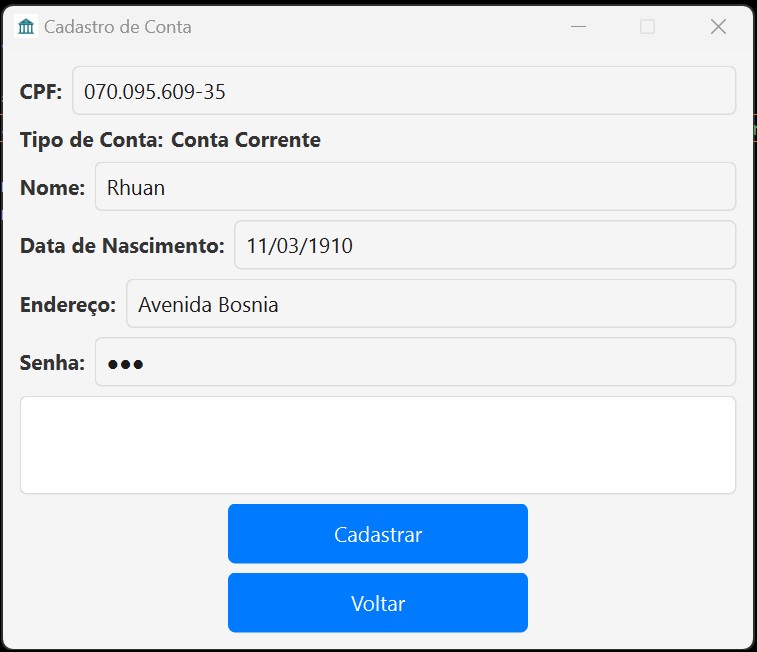 Cadastro de Conta
CPF: 070.095.609-35
Tipo de Conta: Conta Corrente
Nome: Rhuan
Data de Nascimento: 11/03/1910
Endereço: Avenida Bosnia
Senha: ●●●
Cadastrar
Voltar